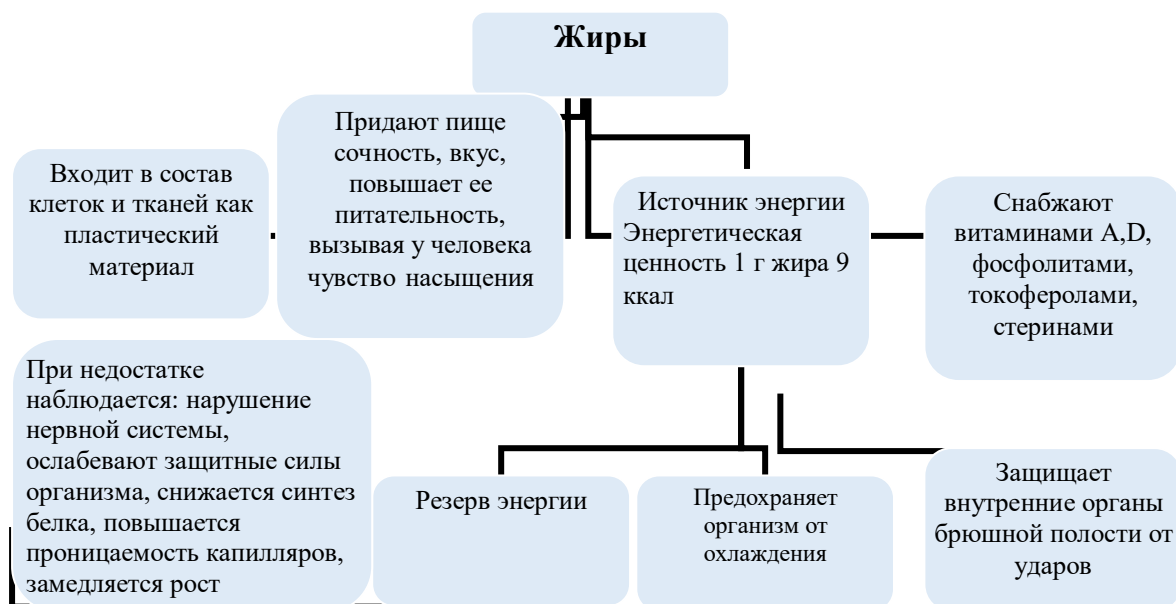 Жиры
Входит в состав
клеток и тканей как
пластический
материал
Придают пище
сочность, вкус,
повышает ее
питательность,
вызывая у человека
чувство насыщения
Источник энергии
Энергетическая
ценность 1 г жира 9
ккал
Снабжают
витаминами A,D,
фосфолитами,
токоферолами,
стеринами
При недостатке
наблюдается: нарушение
нервной системы,
ослабевают защитные силы
организма, снижается синтез
белка, повышается
проницаемость капилляров,
замедляется рост
Резерв энергии
Предохраняет
организм от
охлаждения
Защищает
внутренние органы
брюшной полости от
ударов